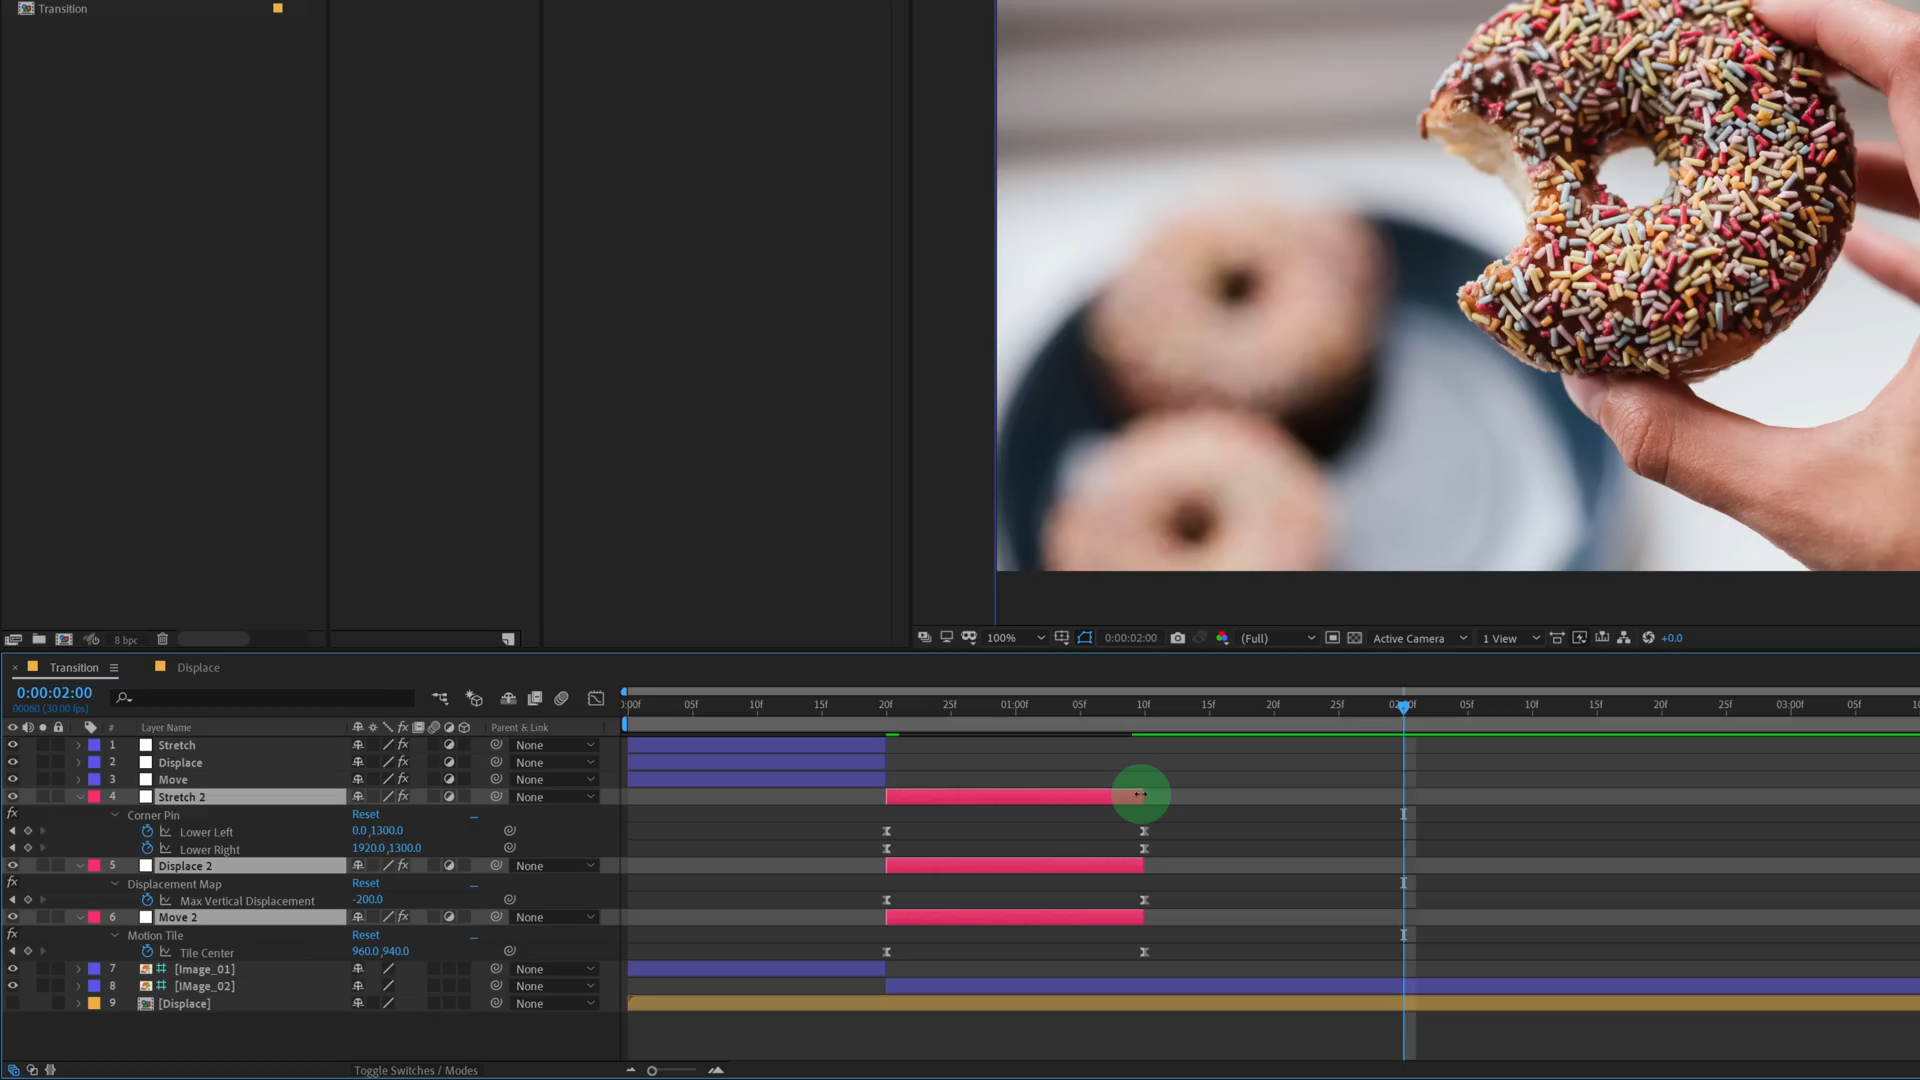 Transition
8 bpc
100%
0:00:02:00
(Full)
Active Camera
1 View
+0.0
Transition
Displace
0:00:02:00
00060 (30.00 fps)
:00f 05f 10f 15f 20f 25f 01:00f 05f 10f 15f 20f 25f 02:00f 05f 10f 15f 20f 25f 03:00f 05f
# Layer Name Parent & Link
1 Stretch None
2 Displace None
3 Move None
4 Stretch 2 None
fx Corner Pin Reset
Lower Left 0.0,1300.0
Lower Right 1920.0,1300.0
5 Displace 2 None
fx Displacement Map Reset
Max Vertical Displacement -200.0
6 Move 2 None
fx Motion Tile Reset
Tile Center 960.0,940.0
7 [Image_01] None
8 [IMage_02] None
9 [Displace] None
Toggle Switches / Modes